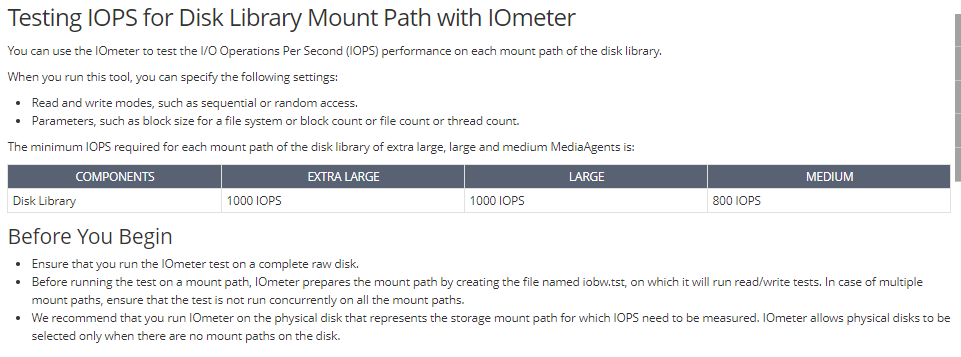 Testing IOPS for Disk Library Mount Path with IOmeter
You can use the IOmeter to test the I/O Operations Per Second (IOPS) performance on each mount path of the disk library.
When you run this tool, you can specify the following settings:
• Read and write modes, such as sequential or random access.
• Parameters, such as block size for a file system or block count or file count or thread count.
The minimum IOPS required for each mount path of the disk library of extra large, large and medium MediaAgents is:
COMPONENTS EXTRA LARGE LARGE MEDIUM
Disk Library 1000 IOPS 1000 IOPS 800 IOPS
Before You Begin
• Ensure that you run the IOmeter test on a complete raw disk.
• Before running the test on a mount path, IOmeter prepares the mount path by creating the file named iobw.txt, on which it will run read/write tests. In case of multiple
mount paths, ensure that the test is not run concurrently on all the mount paths.
• We recommend that you run IOmeter on the physical disk that represents the storage mount path for which IOPS need to be measured. IOmeter allows physical disks to be
selected only when there are no mount paths on the disk.